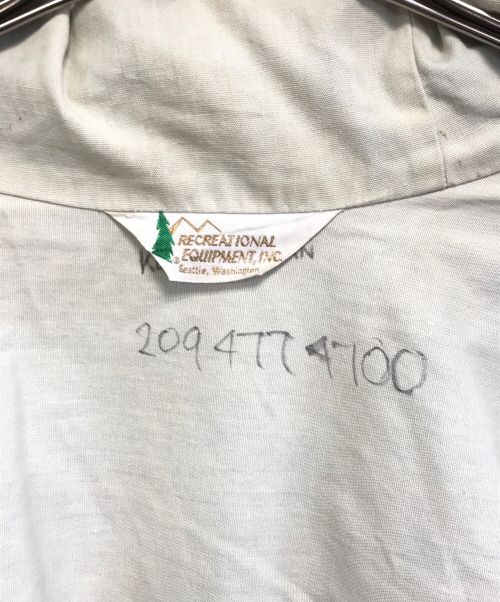 RECREATIONAL
® EQUIPMENT, INC.
Seattle, Washington
209 477 4700